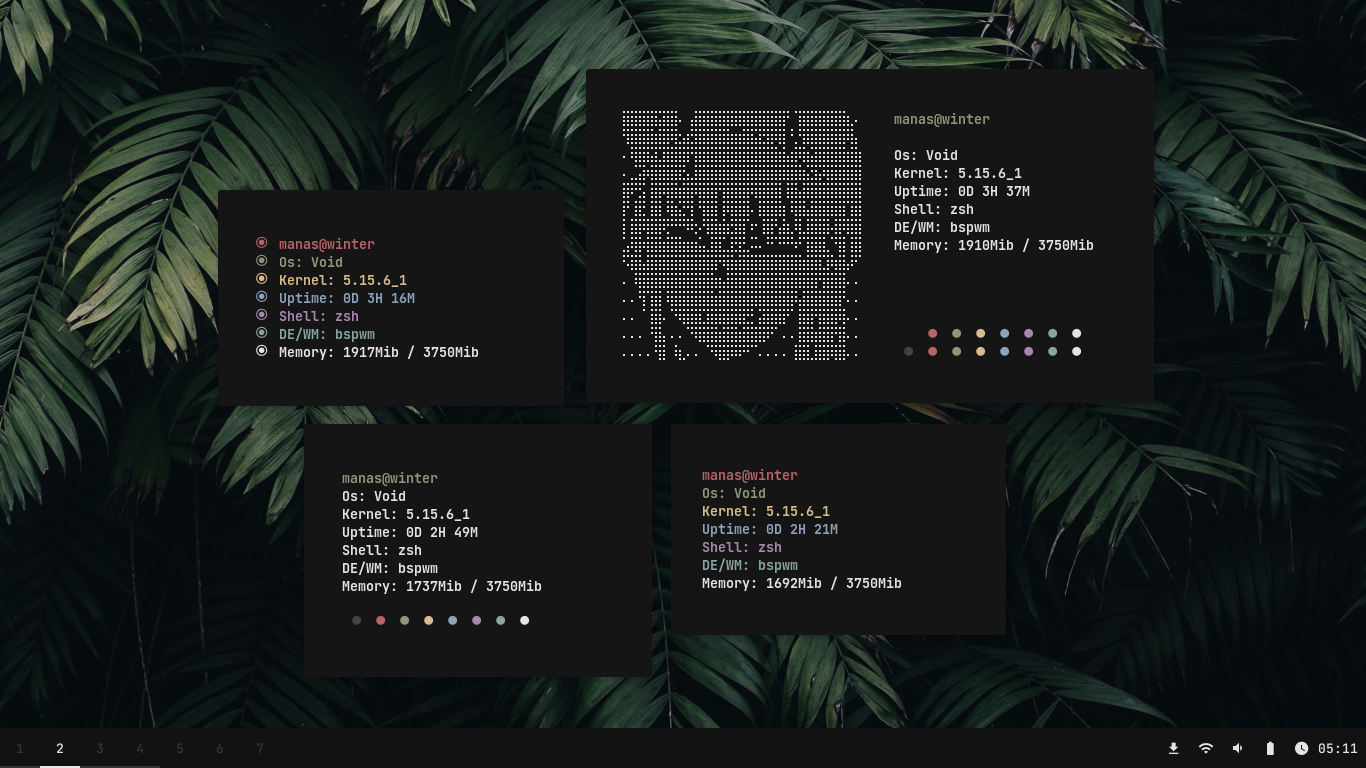 manas@winter
Os: Void
Kernel: 5.15.6_1
Uptime: 0D 3H 16M
Shell: zsh
DE/WM: bspwm
Memory: 1917Mib / 3750Mib
manas@winter
Os: Void
Kernel: 5.15.6_1
Uptime: 0D 3H 37M
Shell: zsh
DE/WM: bspwm
Memory: 1910Mib / 3750Mib
manas@winter
Os: Void
Kernel: 5.15.6_1
Uptime: 0D 2H 49M
Shell: zsh
DE/WM: bspwm
Memory: 1737Mib / 3750Mib
manas@winter
Os: Void
Kernel: 5.15.6_1
Uptime: 0D 2H 21M
Shell: zsh
DE/WM: bspwm
Memory: 1692Mib / 3750Mib
1 2 3 4 5 6 7 05:11